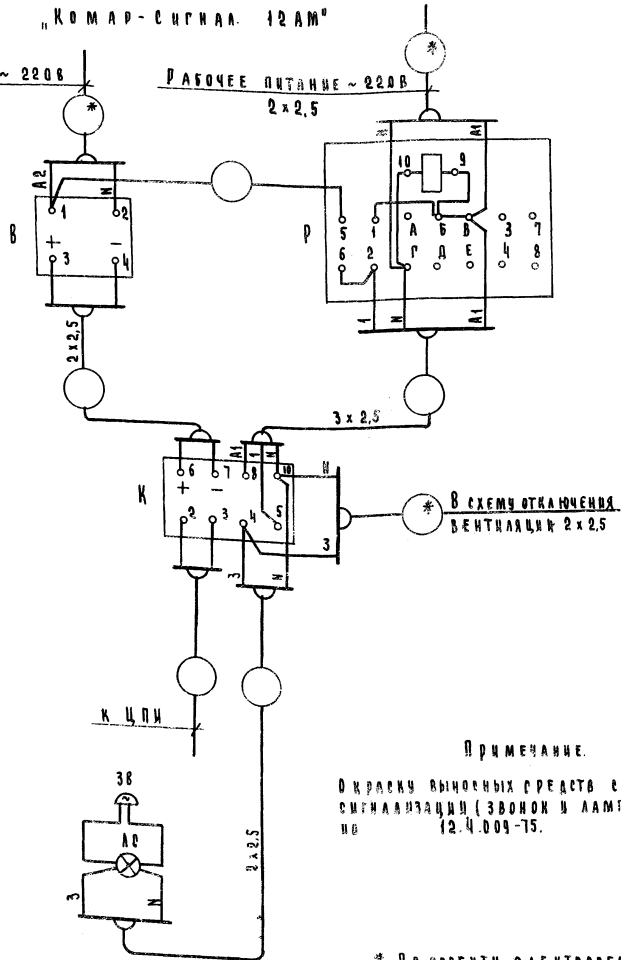 „Комар-Сигнал 12АМ"
~ 220В
Рабочее питание ~ 220В
2 x 2,5
*
*
А2
N
N
А1
10
9
В
1
2
+
-
3
4
Р
5
1
А
Б
В
3
7
6
2
Г
Д
Е
4
8
1
N
А1
2 x 2,5
3 x 2,5
А1
1
N
К
6
7
8
10
N
+
-
2
3
4
5
*
В схему отключения
вентиляции 2 x 2,5
3
3
N
к ЦПИ
2 x 2,5
ЗВ
~
ЛС
3
N
Примечание.
Окраску выносных средств с
сигнализации (звонок и ламп
по 12.4.009-75.